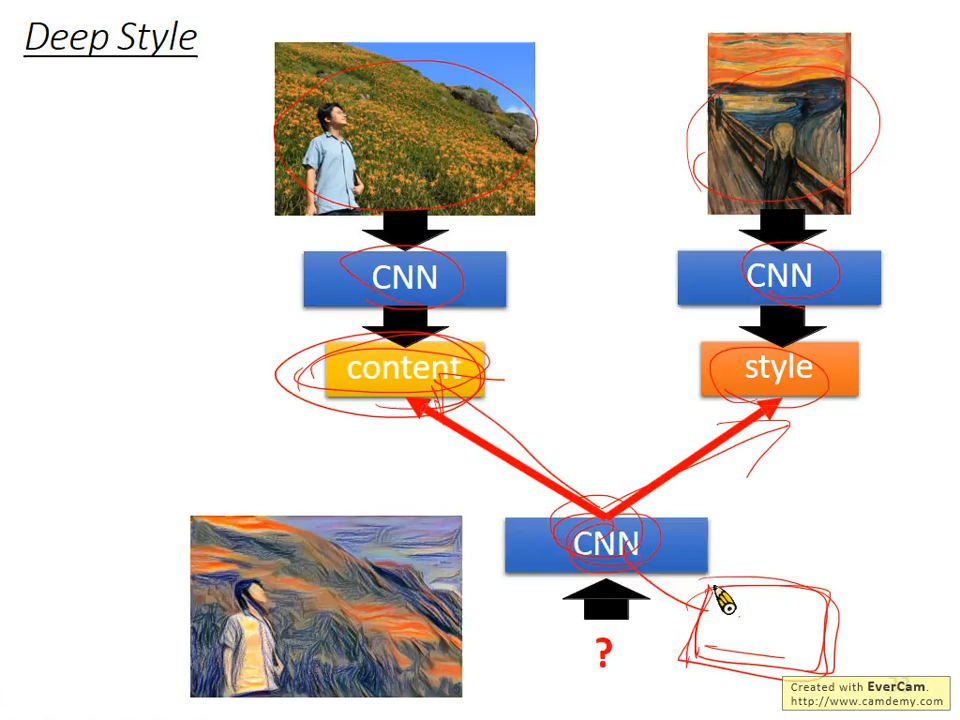 Deep Style
CNN
CNN
content
style
CNN
?
Created with EverCam.
http://www.camdemy.com